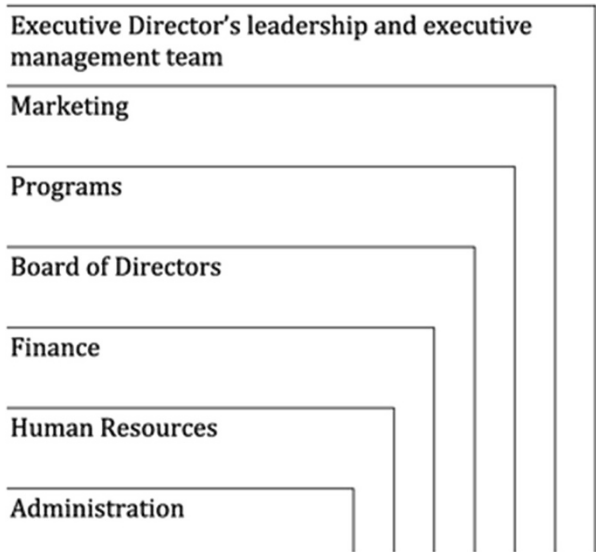 Executive Director’s leadership and executive
management team
Marketing
Programs
Board of Directors
Finance
Human Resources
Administration